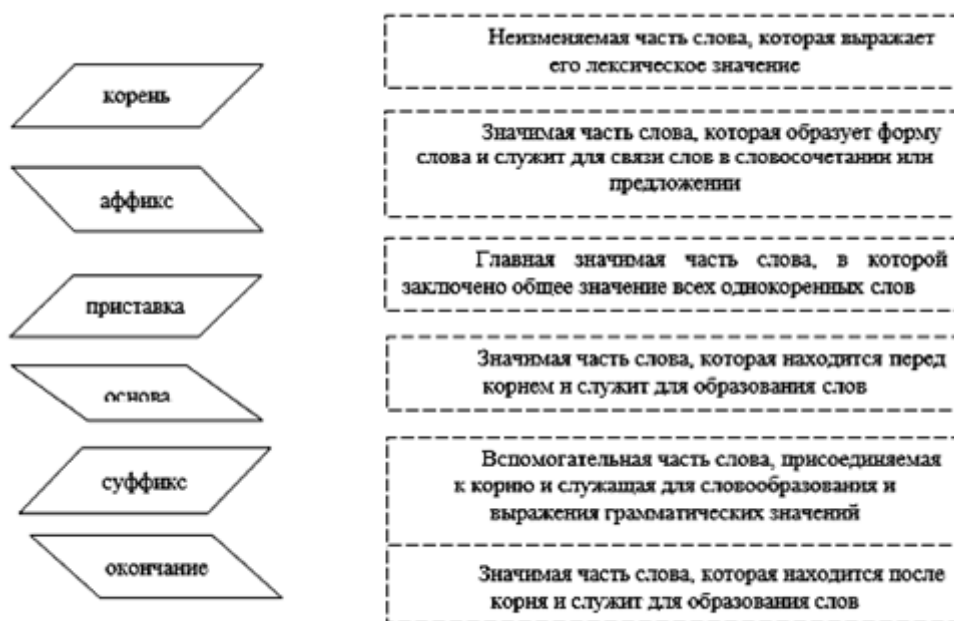 корень
аффикс
приставка
основа
суффикс
окончание
Неизменяемая часть слова, которая выражает
его лексическое значение
Значимая часть слова, которая образует форму
слова и служит для связи слов в словосочетании или
предложении
Главная значимая часть слова, в которой
заключено общее значение всех однокоренных слов
Значимая часть слова, которая находится перед
корнем и служит для образования слов
Вспомогательная часть слова, присоединяемая
к корню и служащая для словообразования и
выражения грамматических значений
Значимая часть слова, которая находится после
корня и служит для образования слов